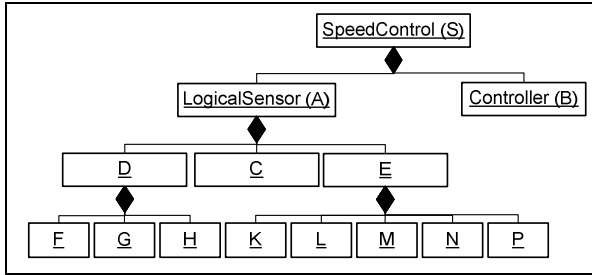 SpeedControl (S)
LogicalSensor (A)
Controller (B)
D
C
E
F
G
H
K
L
M
N
P